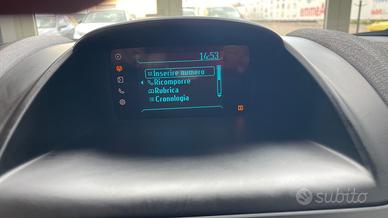 14:53
Inserire numero
Ricomporre
Rubrica
Cronologia
subito